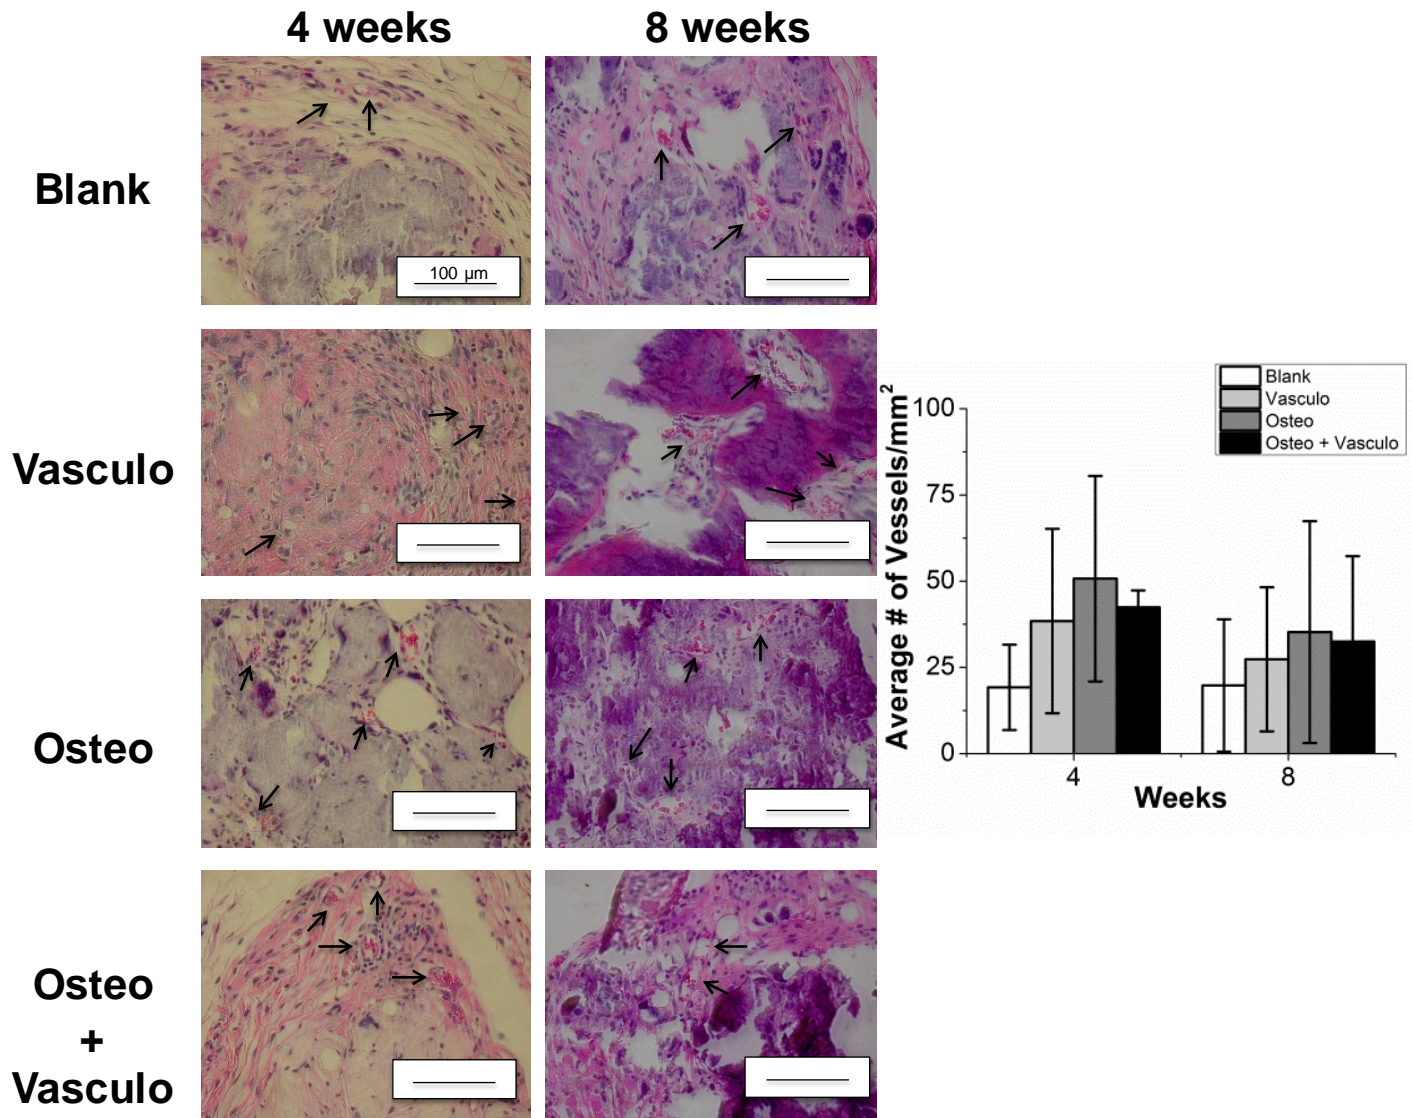 4 weeks
8 weeks
Blank
100 µm
Vasculo
Osteo
Osteo
+
Vasculo
Blank
Vasculo
Osteo
Osteo + Vasculo
Average # of Vessels/mm²
100
75
50
25
0
4
8
Weeks